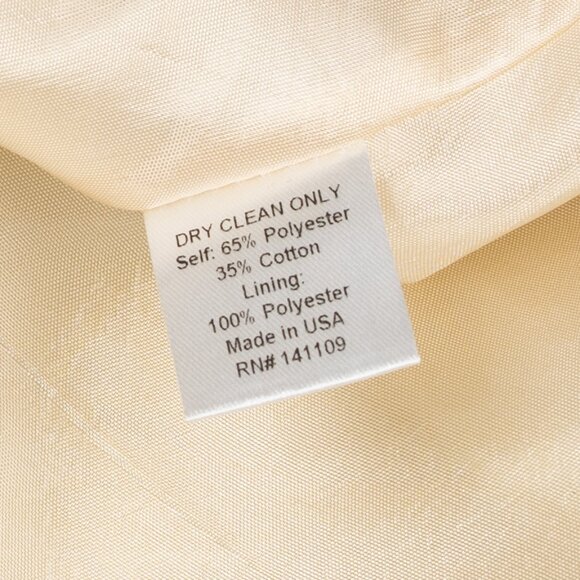 DRY CLEAN ONLY
Self: 65% Polyester
35% Cotton
Lining:
100% Polyester
Made in USA
RN# 141109